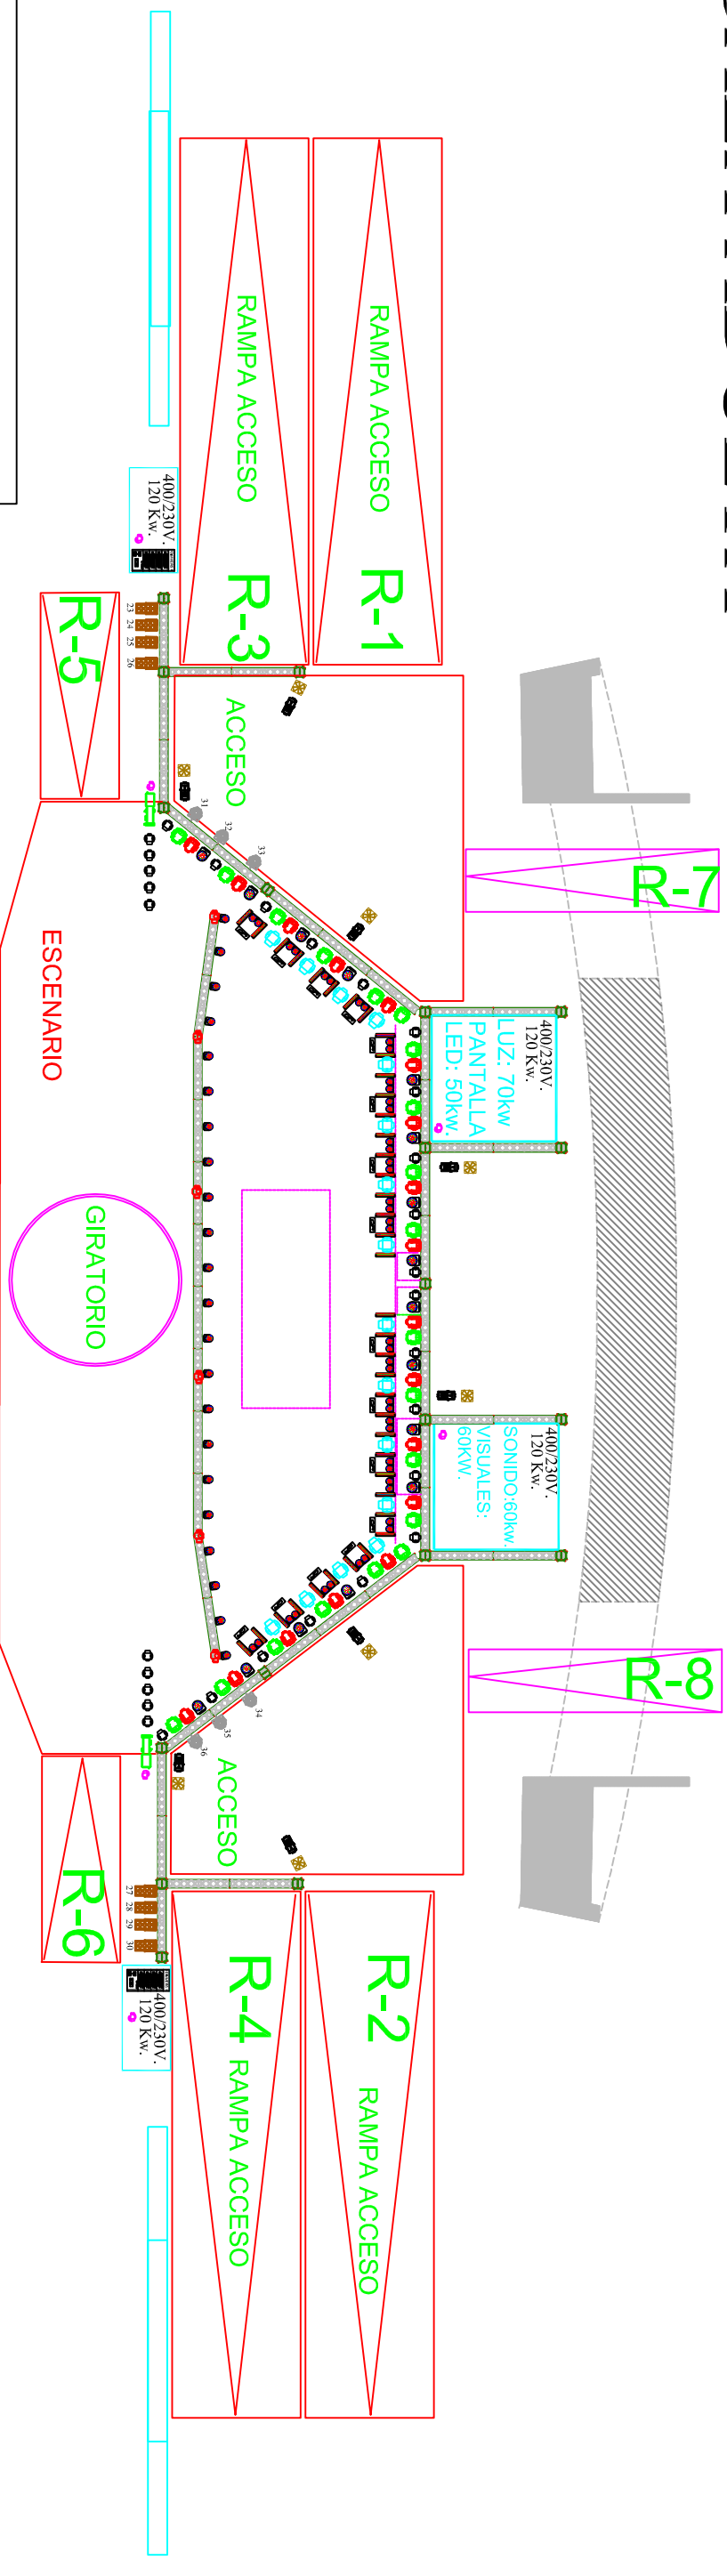 RAMPA ACCESO
R-1
RAMPA ACCESO
R-3
400/230V.
120 Kw.
23
24
25
26
R-5
ACCESO
31
32
33
R-7
ESCENARIO
400/230V.
120 Kw.
LUZ: 70kw
PANTALLA
LED: 50kw.
GIRATORIO
400/230V.
120 Kw.
SONIDO:60kw.
VISUALES:
60KW.
R-8
34
35
36
ACCESO
R-6
27
28
29
30
400/230V.
120 Kw.
R-4
RAMPA ACCESO
R-2
RAMPA ACCESO